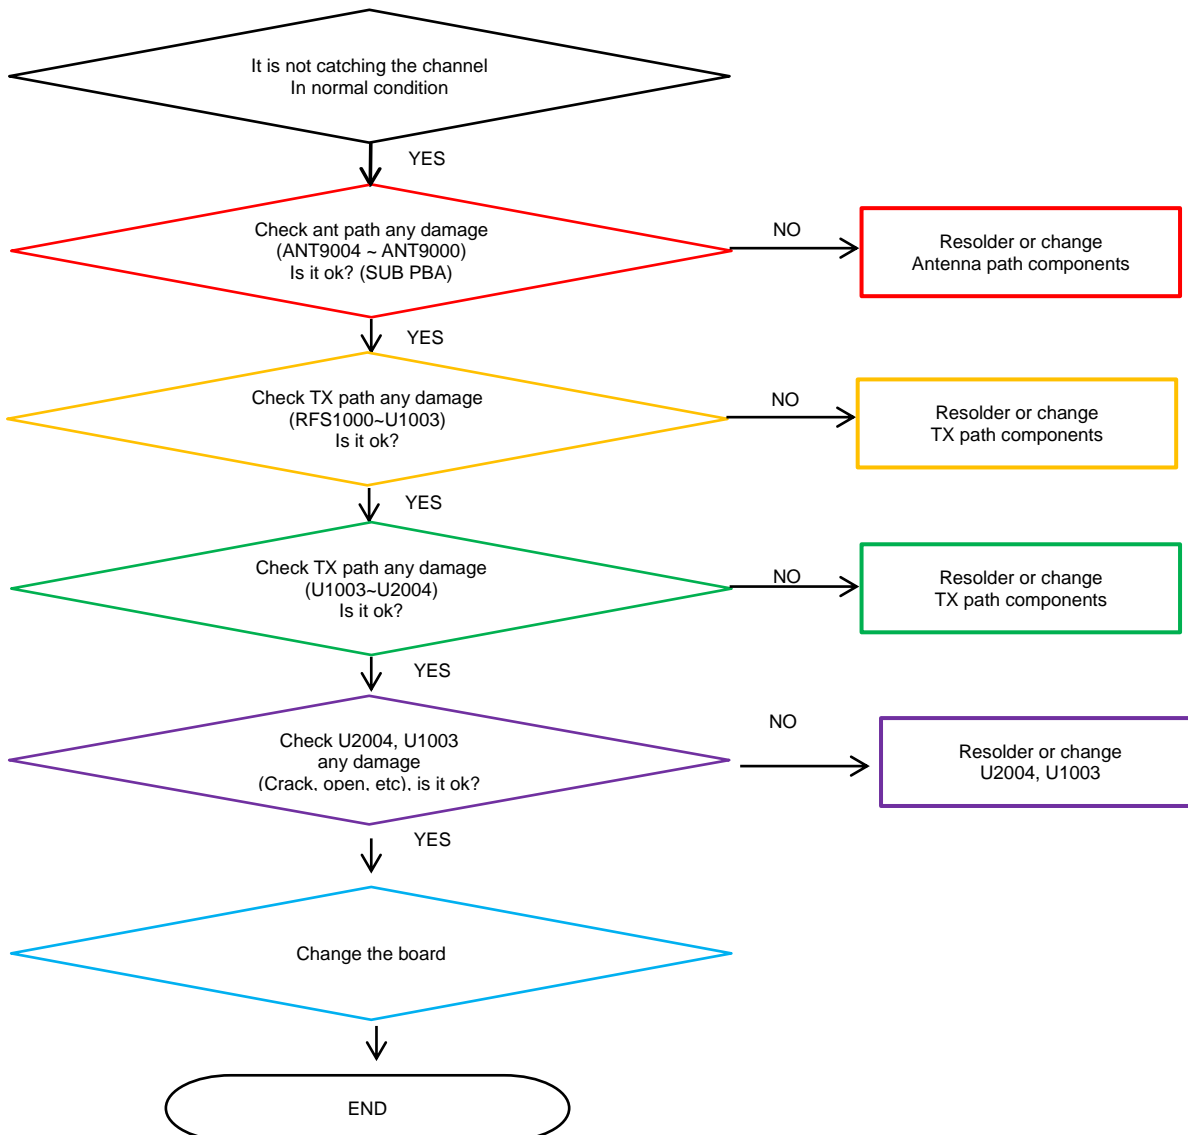 It is not catching the channel
In normal condition
YES
Check ant path any damage
(ANT9004 ~ ANT9000)
Is it ok? (SUB PBA)
NO
Resolder or change
Antenna path components
YES
Check TX path any damage
(RFS1000~U1003)
Is it ok?
NO
Resolder or change
TX path components
YES
Check TX path any damage
(U1003~U2004)
Is it ok?
NO
Resolder or change
TX path components
YES
Check U2004, U1003
any damage
(Crack, open, etc), is it ok?
NO
Resolder or change
U2004, U1003
YES
Change the board
END